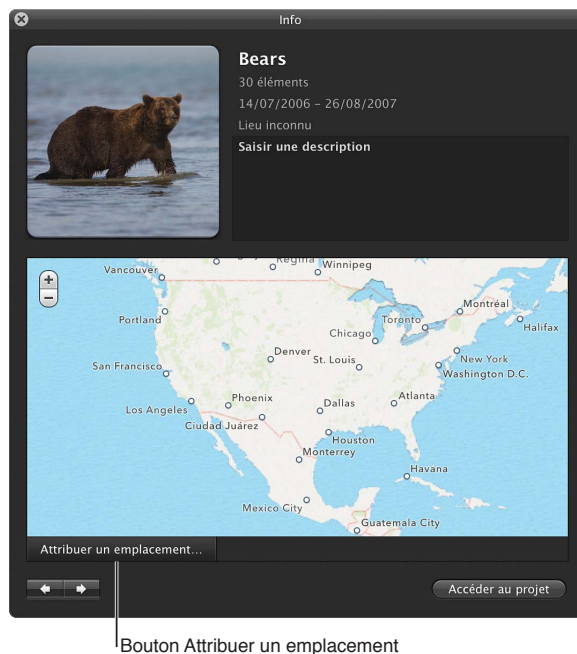 Info
Bears
30 éléments
14/07/2006 – 26/08/2007
Lieu inconnu
Saisir une description
+
−
Vancouver
Regina
Winnipeg
Portland
Montréal
Toronto
Halifax
Chicago
Denver
St. Louis
New York
San Francisco
Washington D.C.
Phoenix
Atlanta
Los Angeles
Dallas
Ciudad Juárez
Houston
Monterrey
Havana
Mexico City
Guatemala City
Attribuer un emplacement...
Accéder au projet
Bouton Attribuer un emplacement